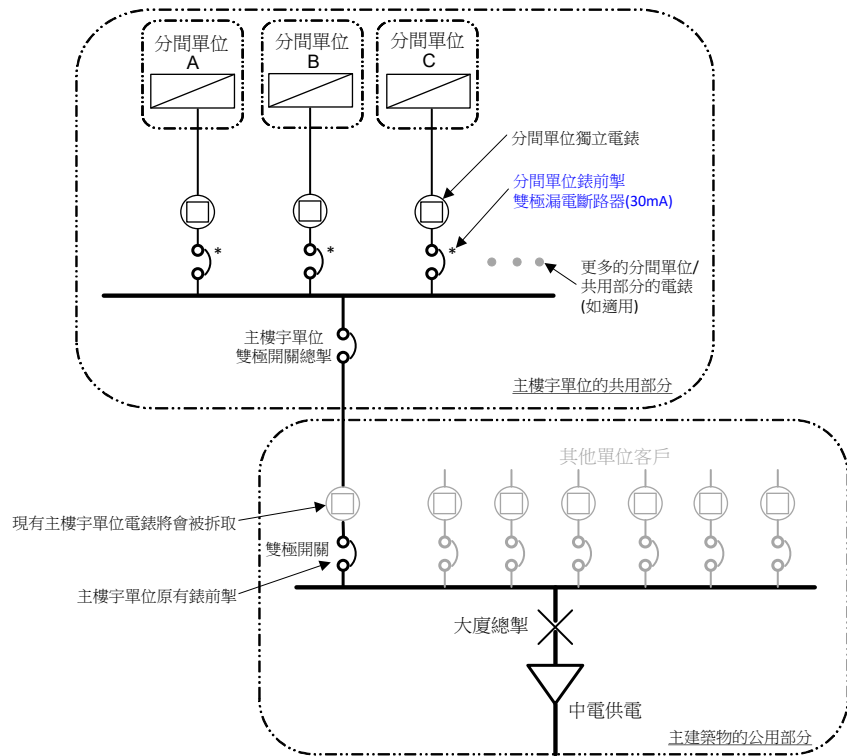 分間單位
A
分間單位
B
分間單位
C
分間單位獨立電錶
分間單位錶前掣
雙極漏電斷路器(30mA)
*
*
*
更多的分間單位/
共用部分的電錶
(如適用)
主樓宇單位
雙極開關總掣
主樓宇單位的共用部分
其他單位客戶
現有主樓宇單位電錶將會被拆取
雙極開關
主樓宇單位原有錶前掣
大廈總掣
中電供電
主建築物的公用部分